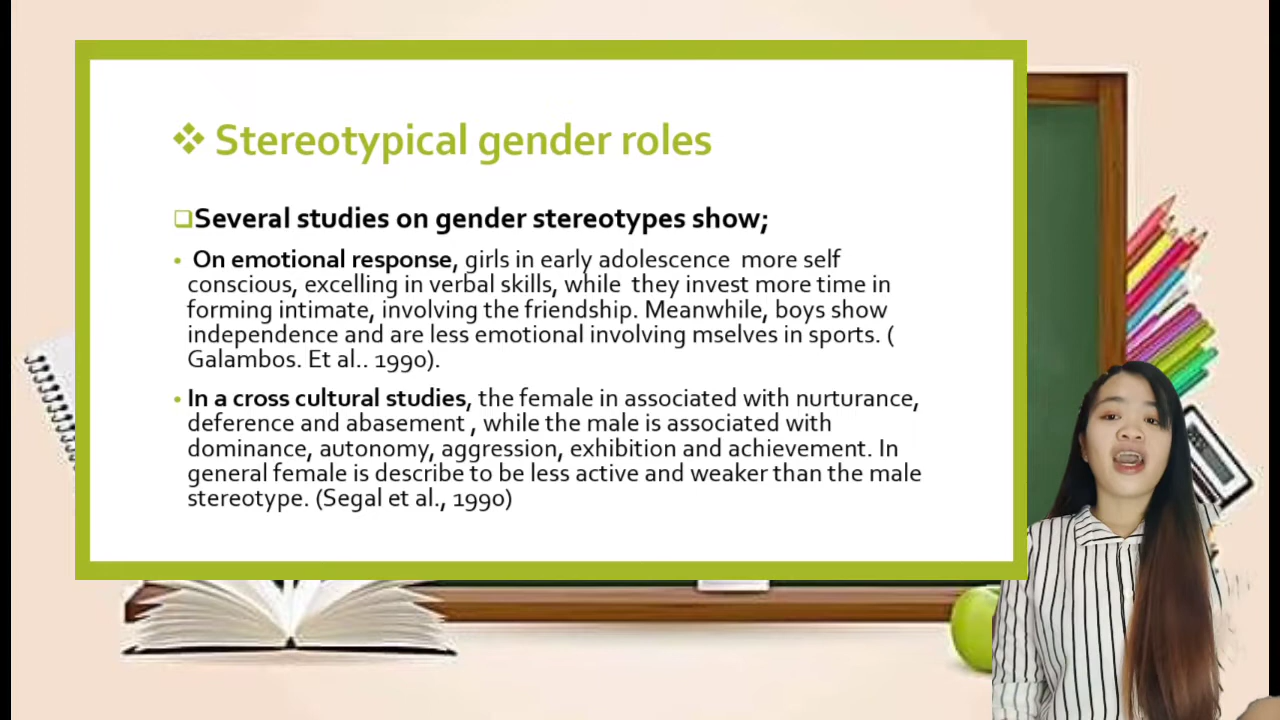 Stereotypical gender roles
Several studies on gender stereotypes show;
On emotional response, girls in early adolescence more self
conscious, excelling in verbal skills, while they invest more time in
forming intimate, involving the friendship. Meanwhile, boys show
independence and are less emotional involving mselves in sports. (
Galambos. Et al.. 1990).
In a cross cultural studies, the female in associated with nurturance,
deference and abasement , while the male is associated with
dominance, autonomy, aggression, exhibition and achievement. In
general female is describe to be less active and weaker than the male
stereotype. (Segal et al., 1990)